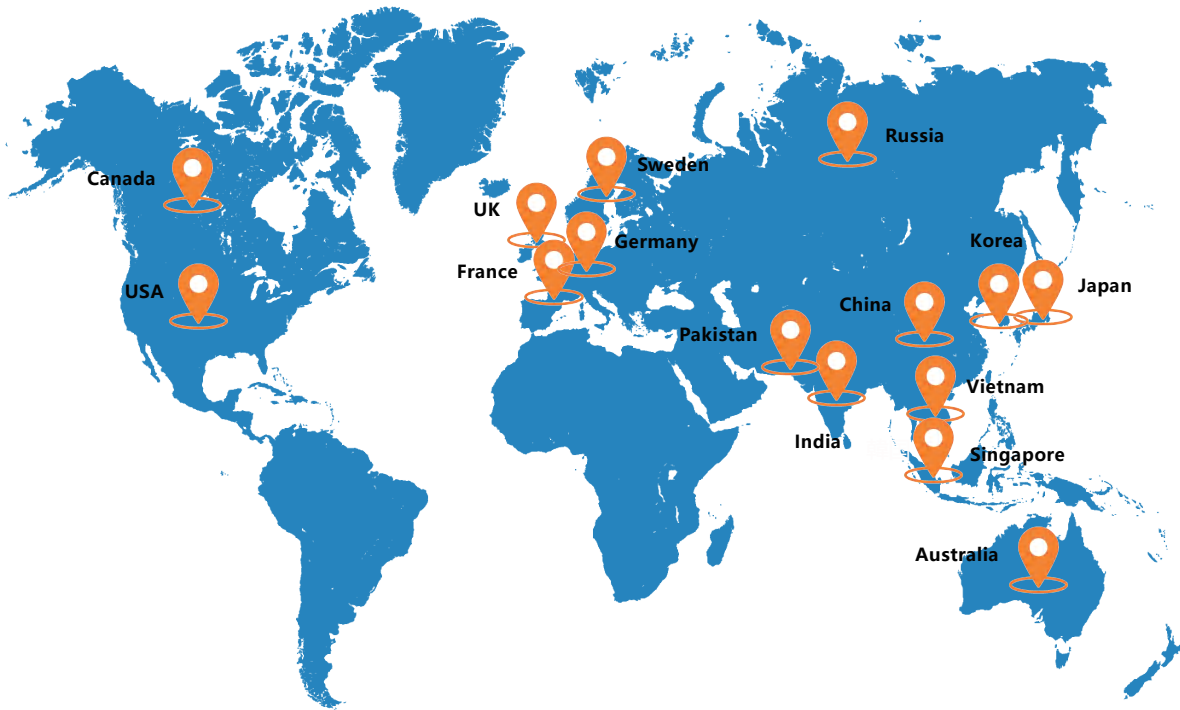 Russia
Sweden
Canada
UK
Germany
Korea
France
Japan
USA
China
Pakistan
Vietnam
India
Singapore
Australia